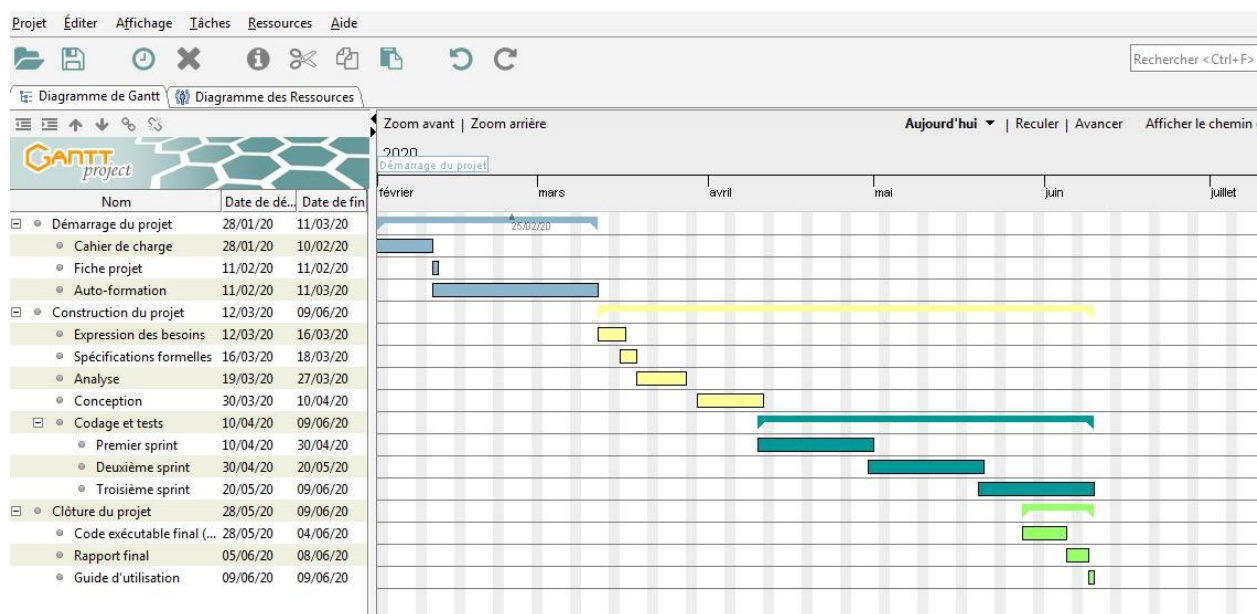 Projet Éditer Affichage Tâches Ressources Aide
Rechercher <Ctrl+F>
Diagramme de Gantt Diagramme des Ressources
Zoom avant | Zoom arrière Aujourd'hui | Reculer | Avancer Afficher le chemin
GANTT project
2020
Démarrage du projet
février mars avril mai juin juillet
Nom Date de dé... Date de fin
Démarrage du projet 28/01/20 11/03/20 25/02/20
Cahier de charge 28/01/20 10/02/20
Fiche projet 11/02/20 11/02/20
Auto-formation 11/02/20 11/03/20
Construction du projet 12/03/20 09/06/20
Expression des besoins 12/03/20 16/03/20
Spécifications formelles 16/03/20 18/03/20
Analyse 19/03/20 27/03/20
Conception 30/03/20 10/04/20
Codage et tests 10/04/20 09/06/20
Premier sprint 10/04/20 30/04/20
Deuxième sprint 30/04/20 20/05/20
Troisième sprint 20/05/20 09/06/20
Clôture du projet 28/05/20 09/06/20
Code exécutable final (... 28/05/20 04/06/20
Rapport final 05/06/20 08/06/20
Guide d'utilisation 09/06/20 09/06/20